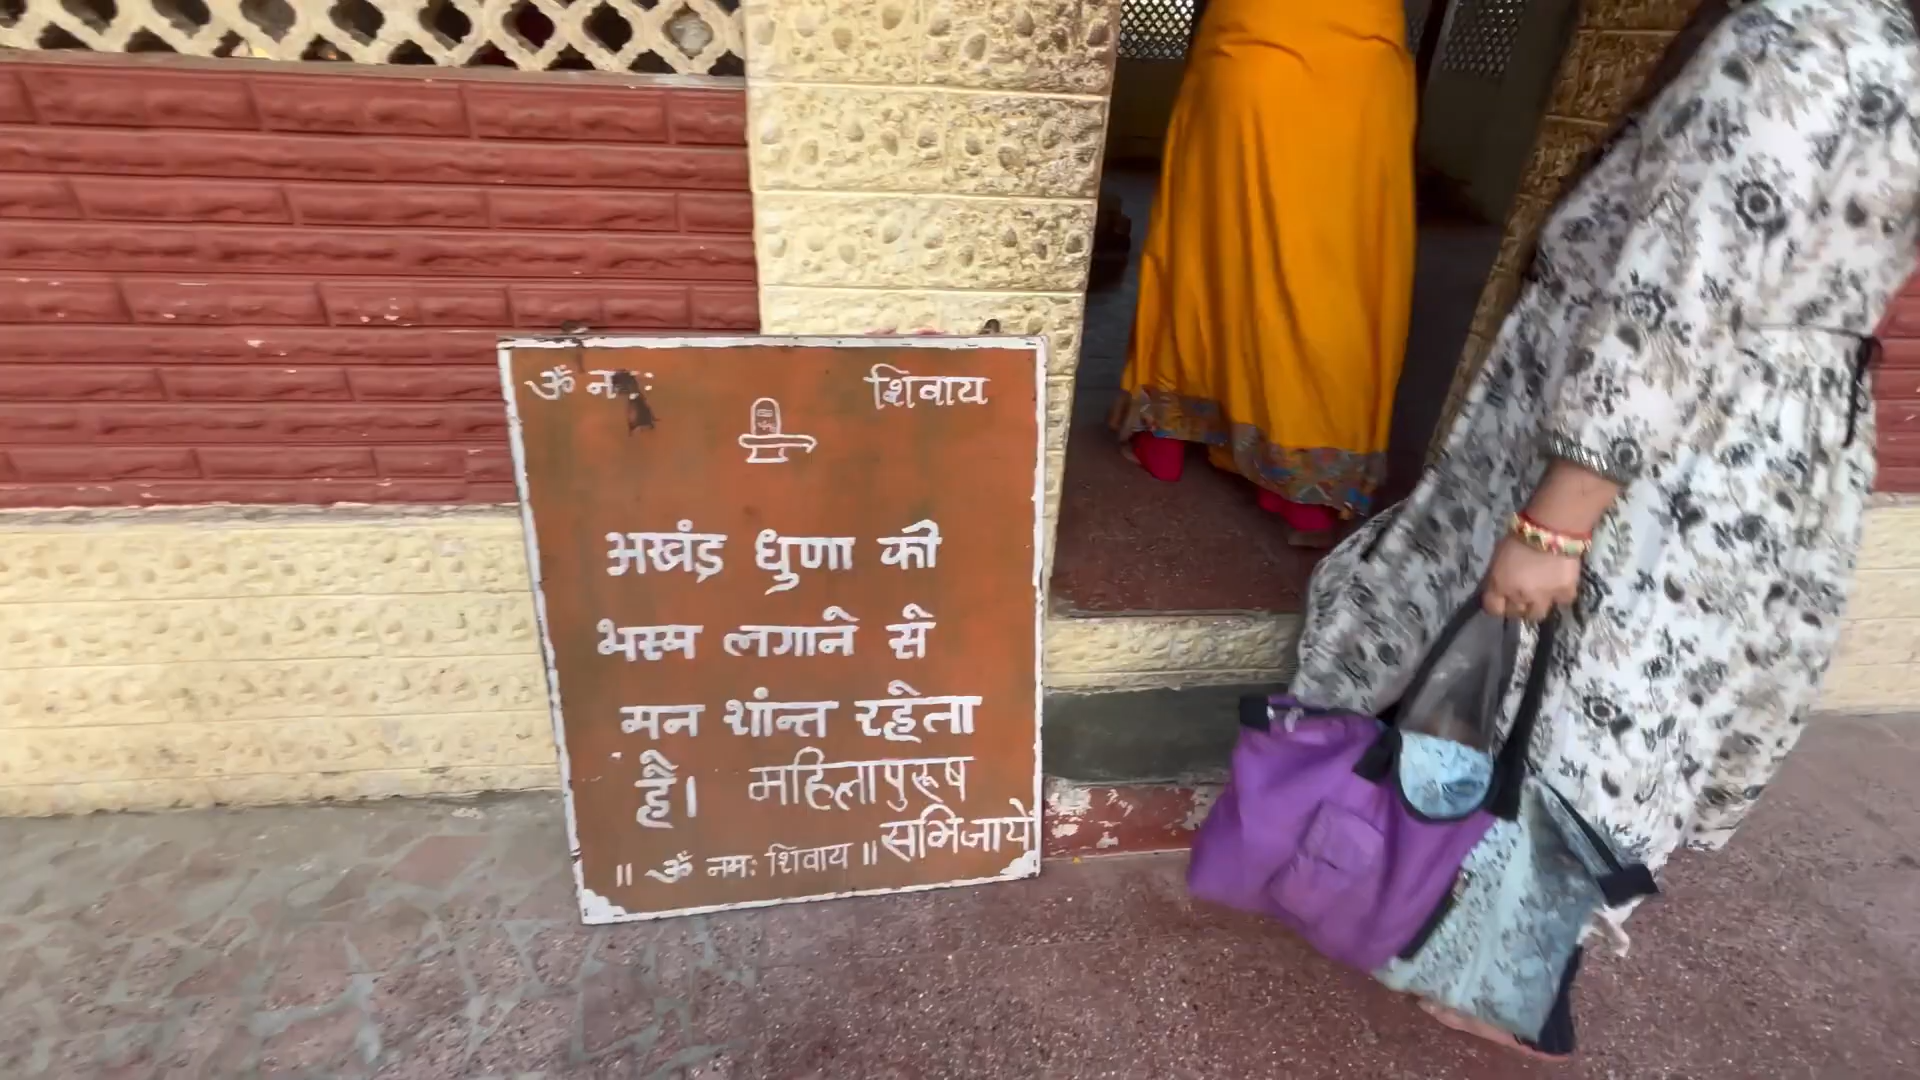 ॐ नमः शिवाय
अखंड धुणा की
भस्म लगाने से
मन शांन्त रहेता
है। महिलापुरूष
सभिजाये
॥ ॐ नमः शिवाय ॥